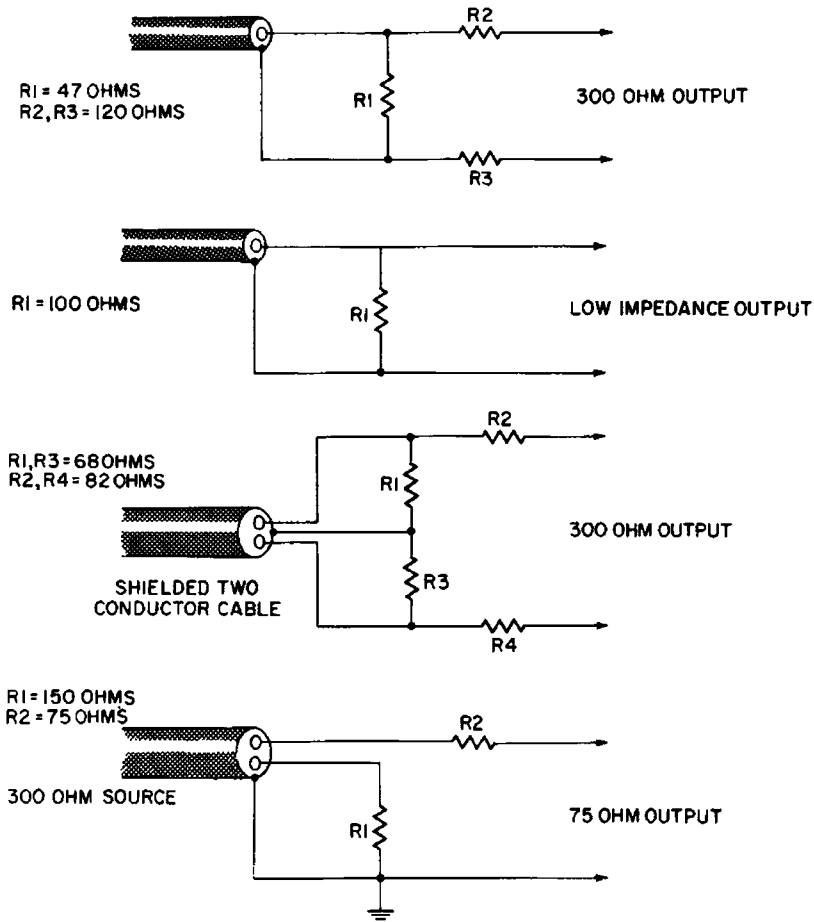 R2
R1 = 47 OHMS
R2, R3 = 120 OHMS
R1
300 OHM OUTPUT
R3
R1 = 100 OHMS
R1
LOW IMPEDANCE OUTPUT
R2
R1, R3 = 68 OHMS
R2, R4 = 82 OHMS
R1
300 OHM OUTPUT
SHIELDED TWO
CONDUCTOR CABLE
R3
R4
R1 = 150 OHMS
R2 = 75 OHMS
R2
300 OHM SOURCE
R1
75 OHM OUTPUT